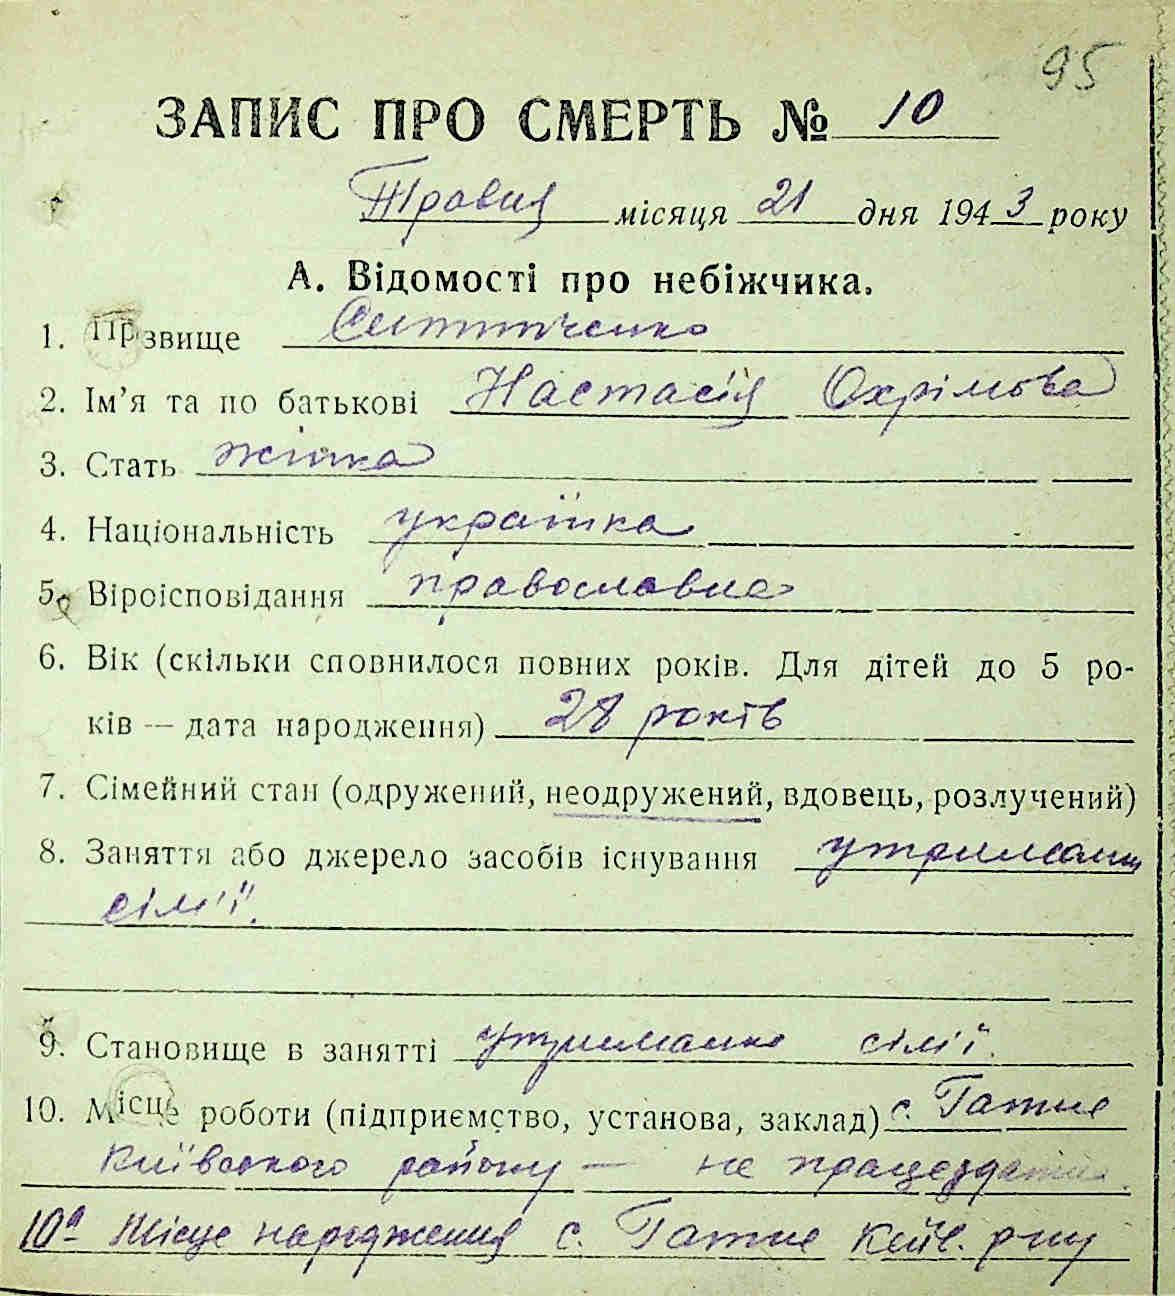 95
ЗАПИС ПРО СМЕРТЬ № 10
Травня місяця 21 дня 1943 року
А. Відомості про небіжчика.
1. Прзвище
2. Ім’я та по батькові Настасія Охрімова
3. Стать жінка
4. Національність українка
5. Віроісповідання православна
6. Вік (скільки сповнилося повних років. Для дітей до 5 ро-
ків — дата народження) 28 років
7. Сімейний стан (одружений, неодружений, вдовець, розлучений)
8. Заняття або джерело засобів існування
сім'ї.
9. Становище в занятті сім'ї.
10. Місце роботи (підприємство, установа, заклад) с. Гатне
Київського району — не працездатна.
10а Місце народження с. Гатне Київ. р-ну